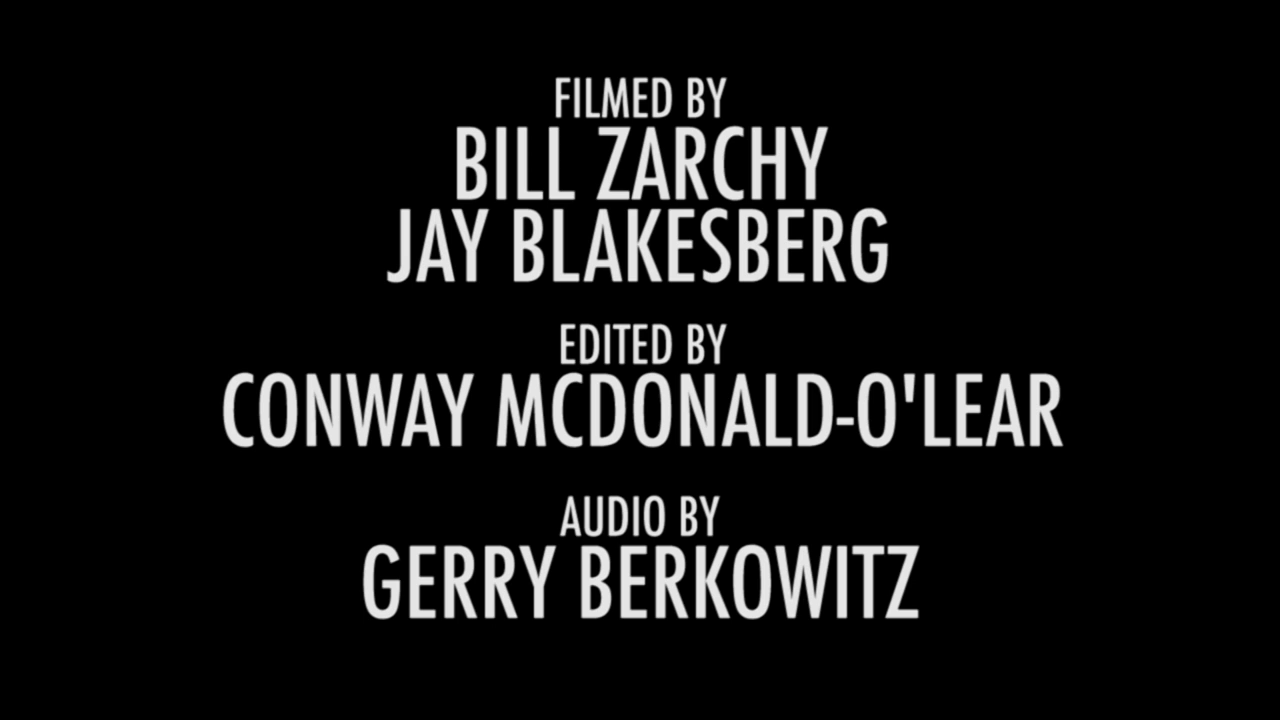 FILMED BY
BILL ZARCHY
JAY BLAKESBERG
EDITED BY
CONWAY MCDONALD-O'LEAR
AUDIO BY
GERRY BERKOWITZ